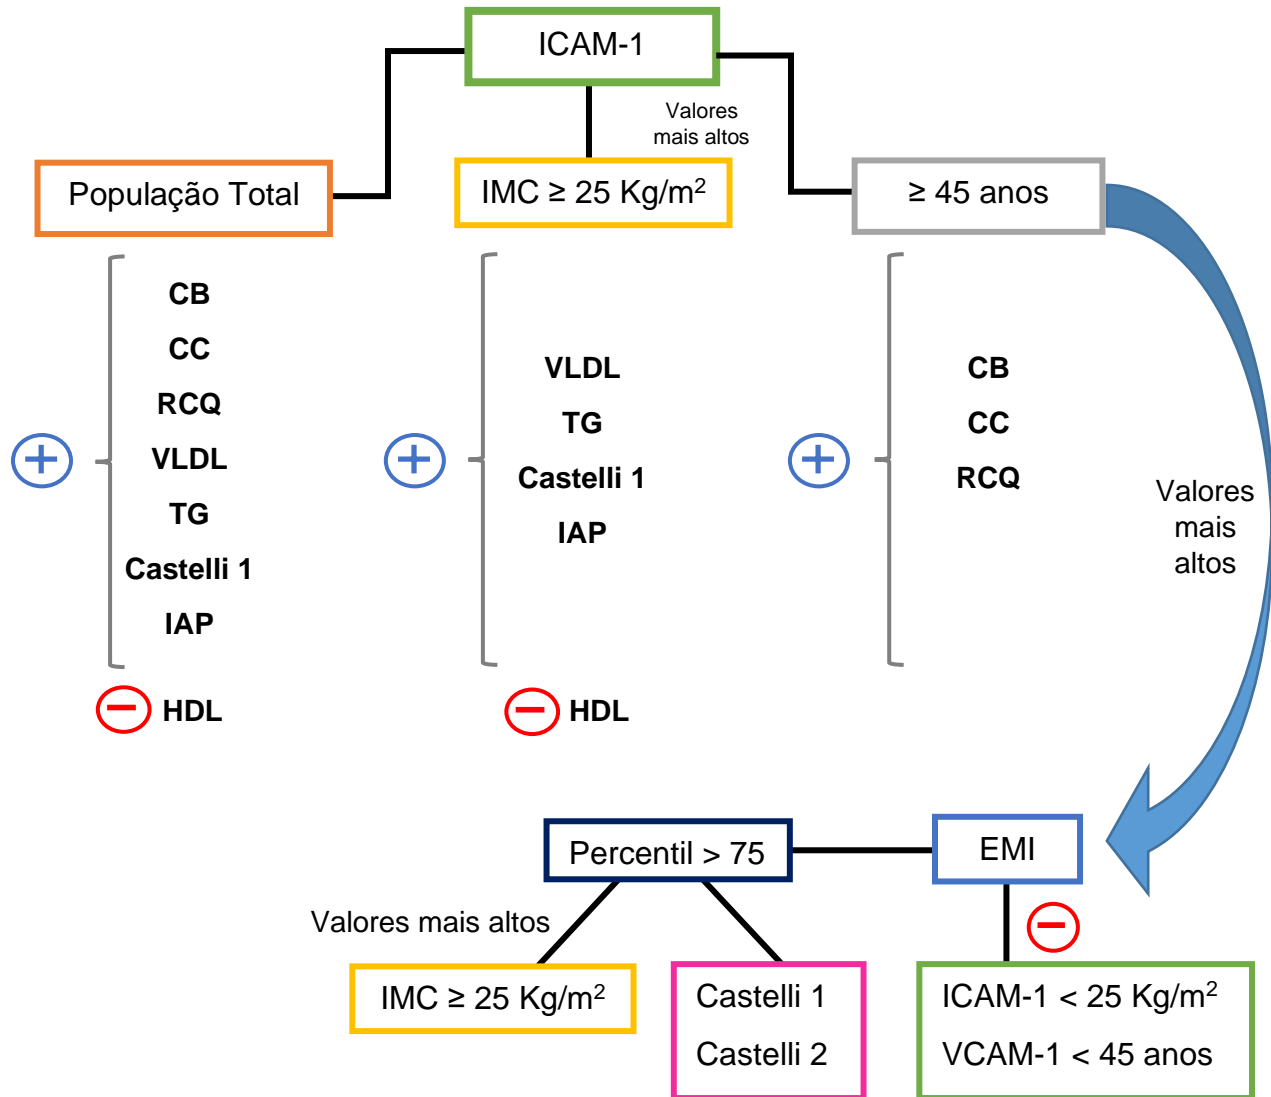 ICAM-1
Valores
mais altos
População Total
IMC ≥ 25 Kg/m²
≥ 45 anos
CB
CC
RCQ
VLDL
TG
Castelli 1
IAP
+
− HDL
VLDL
TG
Castelli 1
IAP
+
− HDL
CB
CC
RCQ
+
Valores
mais
altos
Percentil > 75
EMI
Valores mais altos
−
IMC ≥ 25 Kg/m²
Castelli 1
Castelli 2
ICAM-1 < 25 Kg/m²
VCAM-1 < 45 anos